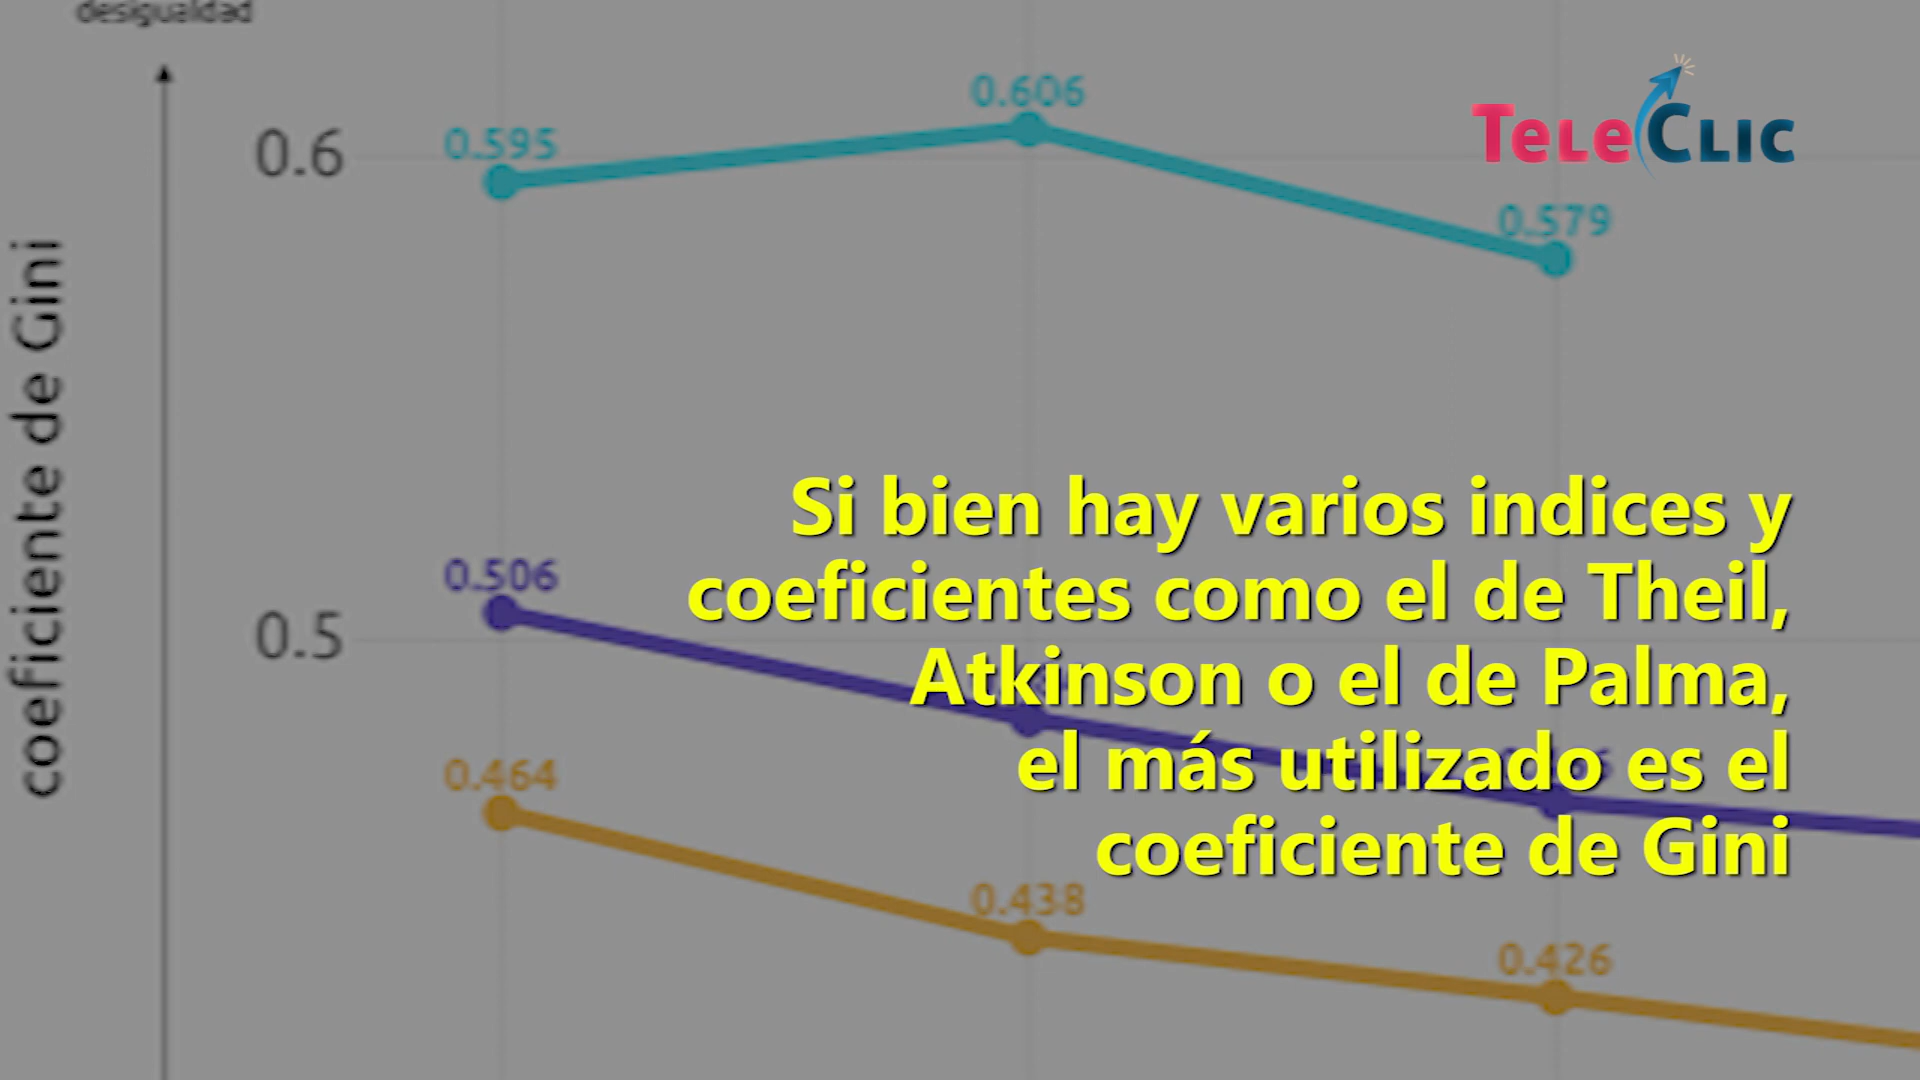 desigualdad
0.606
TELECLIC
0.595
0.6
0.579
coeficiente de Gini
Si bien hay varios indices y
coeficientes como el de Theil,
Atkinson o el de Palma,
el más utilizado es el
coeficiente de Gini
0.506
0.5
0.464
0.438
0.426